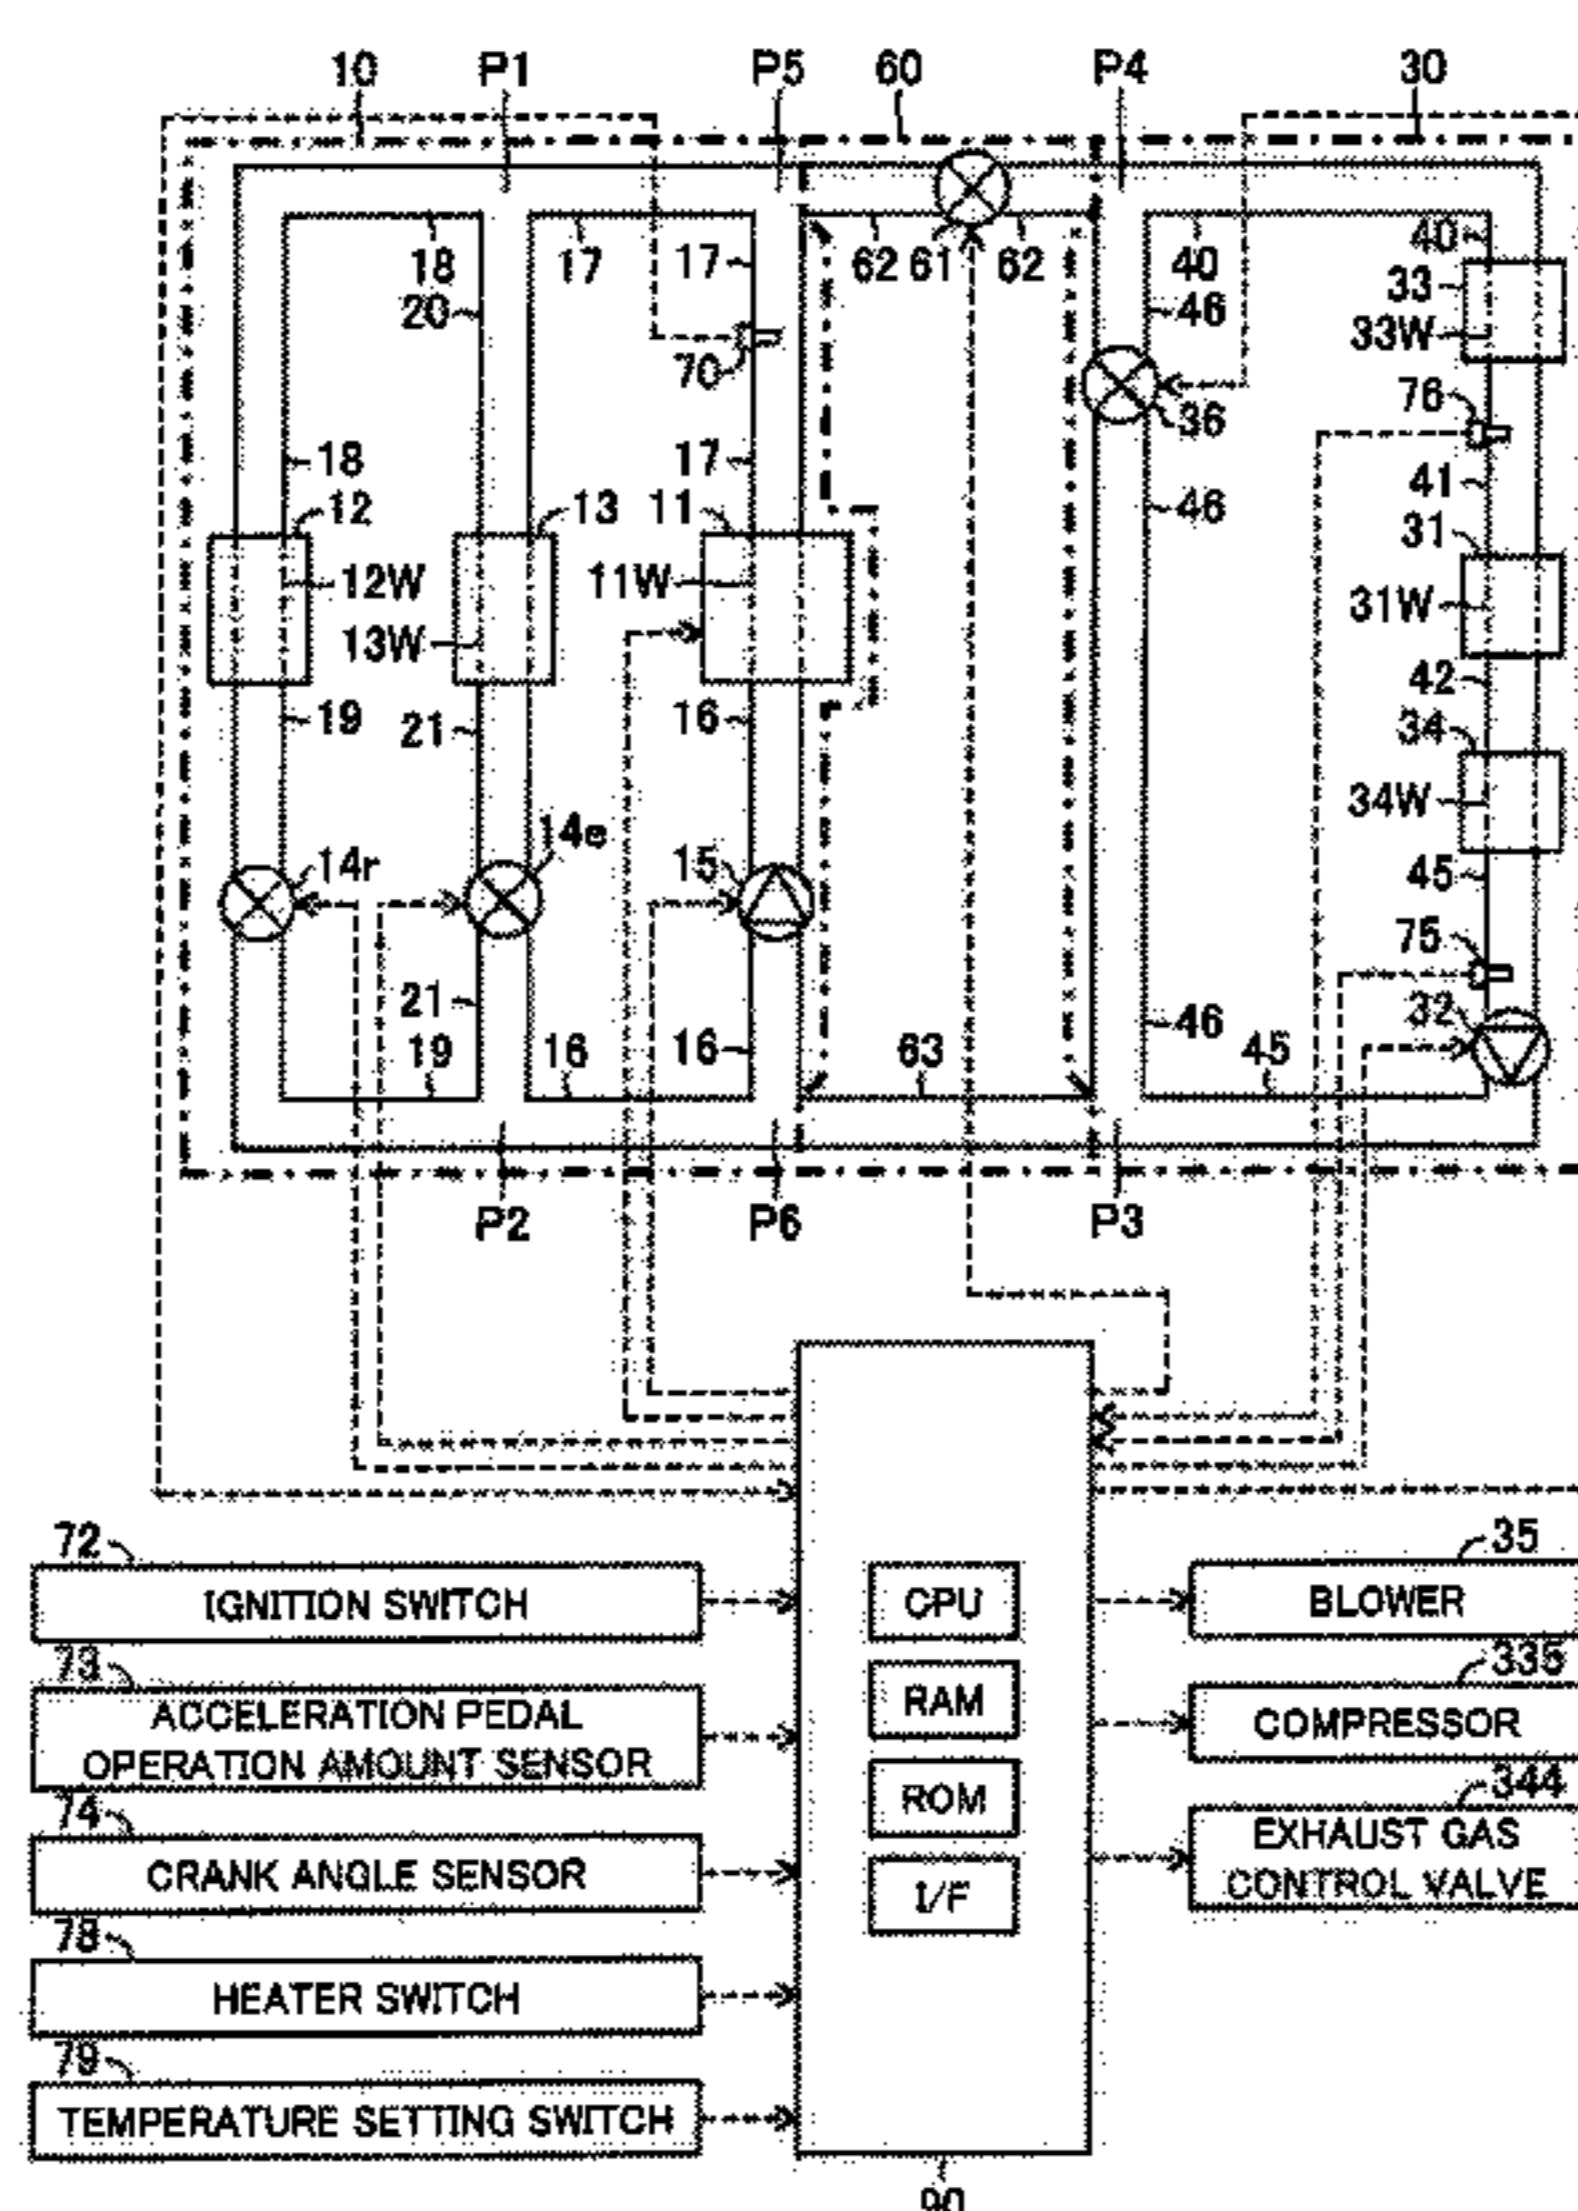 10 P1 P5 60 P4 30
18 17 17 62 61 62 40 40
20 46 33
33W
70 36 76
18 17 46 41
12 13 11 31
12W 11W 31W
13W
19 21 16 42
34
34W
14r 14e 15 45
75
21 46 32
19 16 16 63 45
P2 P6 P3
72 35
IGNITION SWITCH CPU BLOWER
73 335
ACCELERATION PEDAL RAM COMPRESSOR
OPERATION AMOUNT SENSOR
ROM
74 344
CRANK ANGLE SENSOR I/F EXHAUST GAS
CONTROL VALVE
78
HEATER SWITCH
79
TEMPERATURE SETTING SWITCH
90